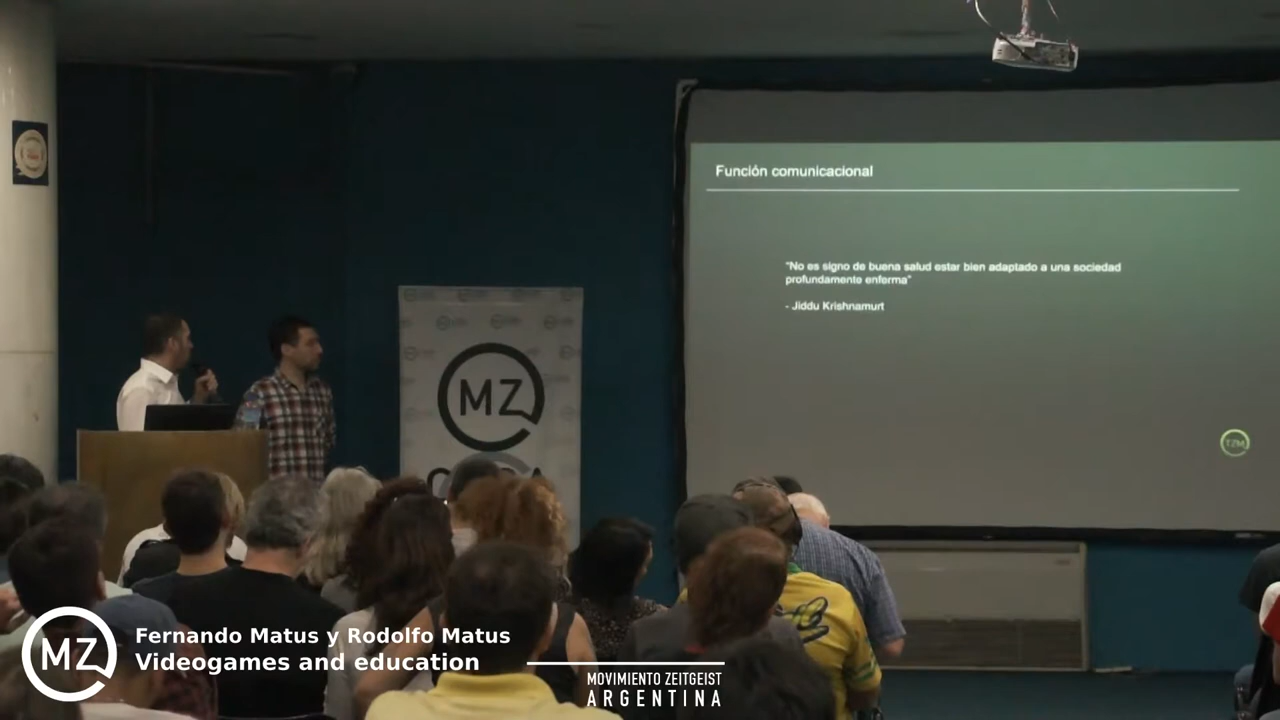 Función comunicacional
“No es signo de buena salud estar bien adaptado a una sociedad
profundamente enferma”
- Jiddu Krishnamurt
TZM
MZ
MZ
Fernando Matus y Rodolfo Matus
Videogames and education
MOVIMIENTO ZEITGEIST
ARGENTINA